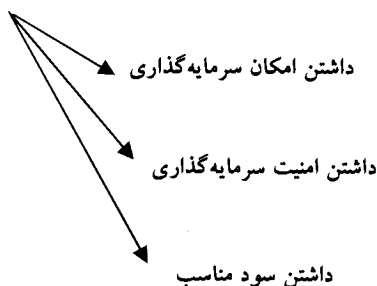 داشتن امکان سرمایه‌گذاری
داشتن امنیت سرمایه‌گذاری
داشتن سود مناسب